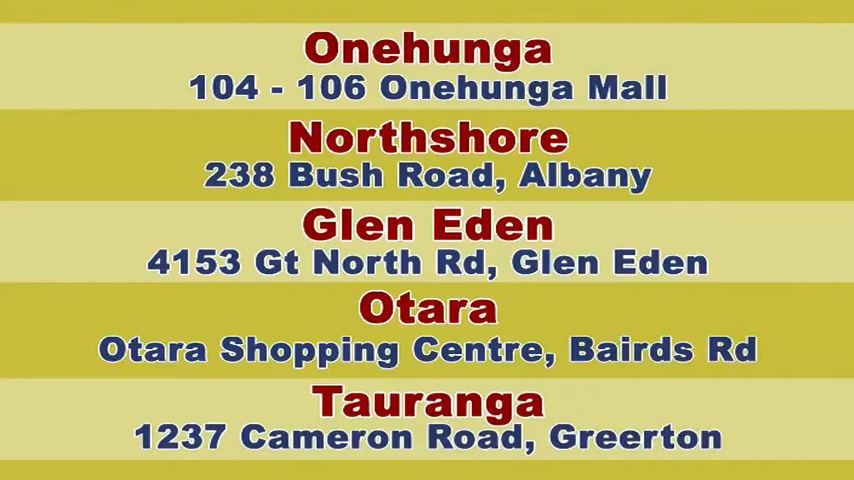 Onehunga
104 - 106 Onehunga Mall
Northshore
238 Bush Road, Albany
Glen Eden
4153 Gt North Rd, Glen Eden
Otara
Otara Shopping Centre, Bairds Rd
Tauranga
1237 Cameron Road, Greerton